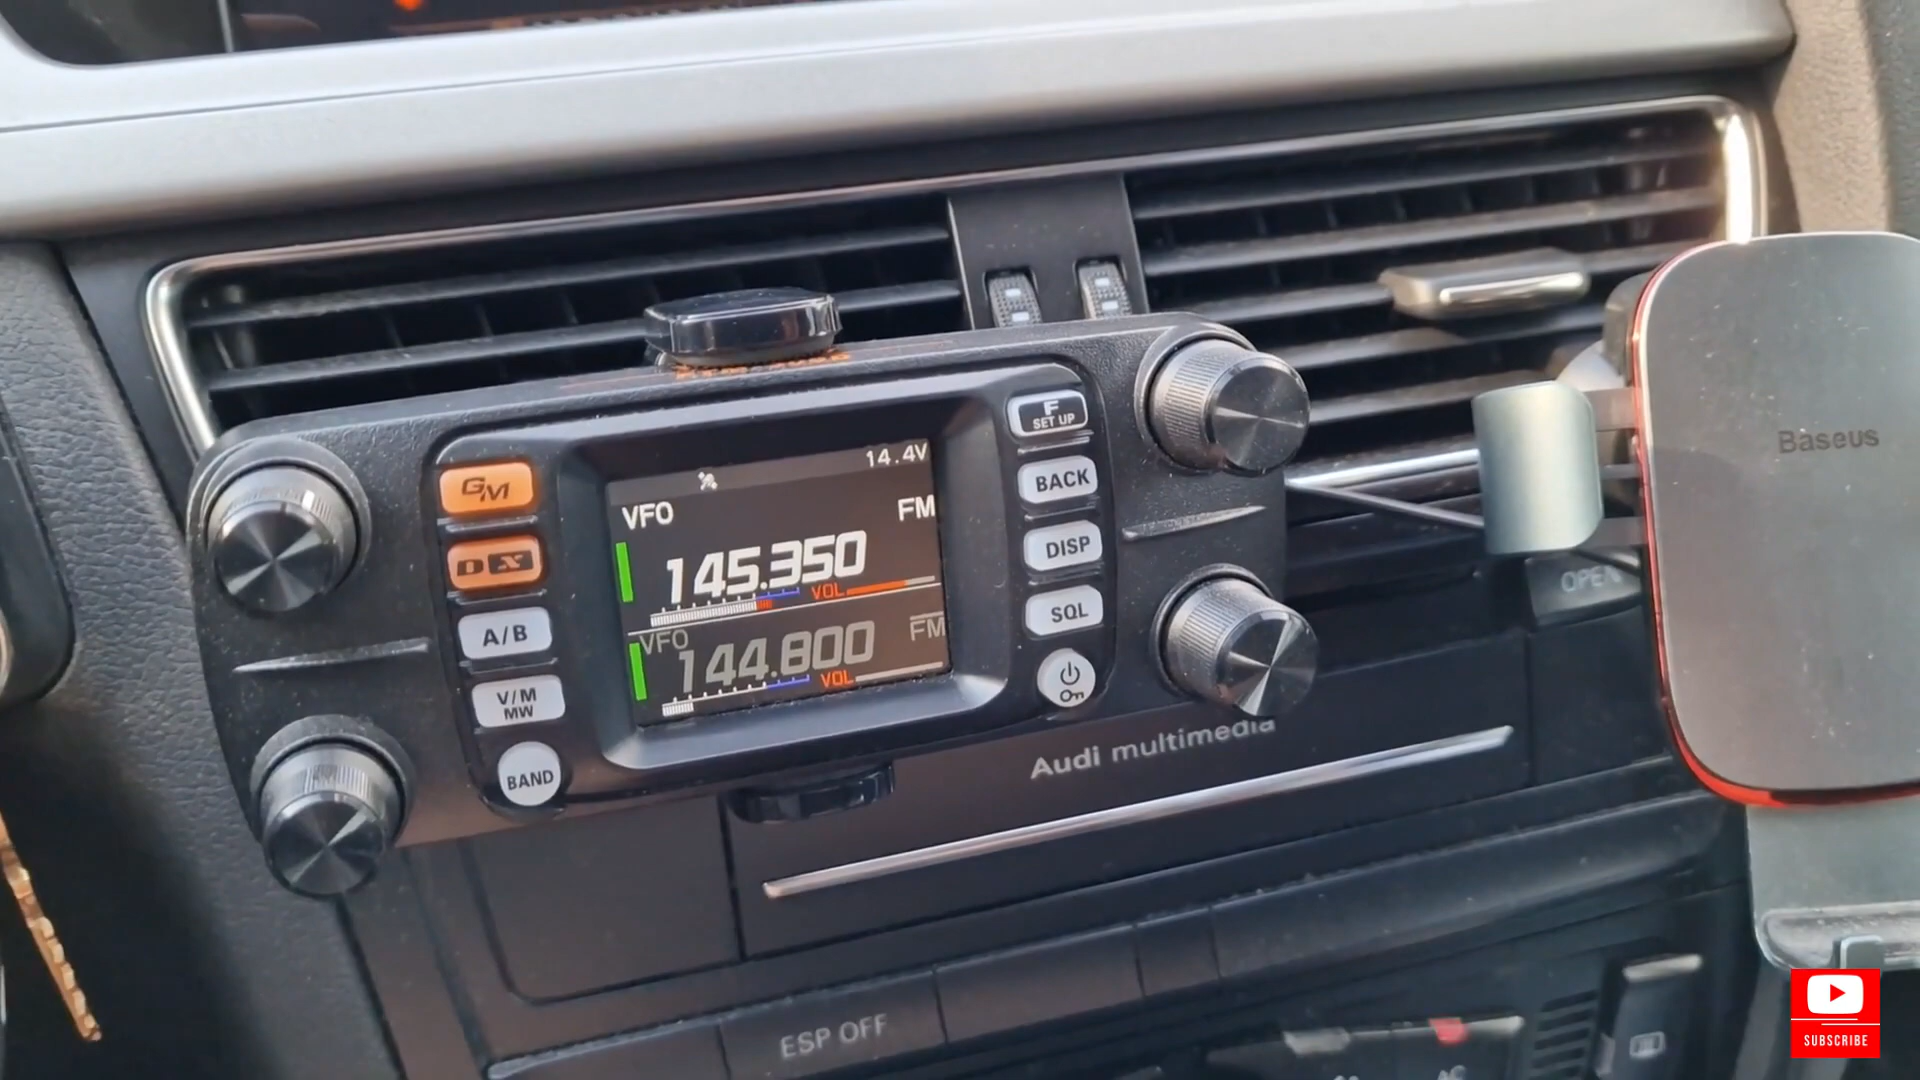 14.4V
VFO
FM
145.350
VOL
VFO
FM
144.800
VOL
GM
DX
A/B
V/M
MW
BAND
F
SET UP
BACK
DISP
SQL
Baseus
OPEN
Audi multimedia
ESP OFF
AC
SUBSCRIBE